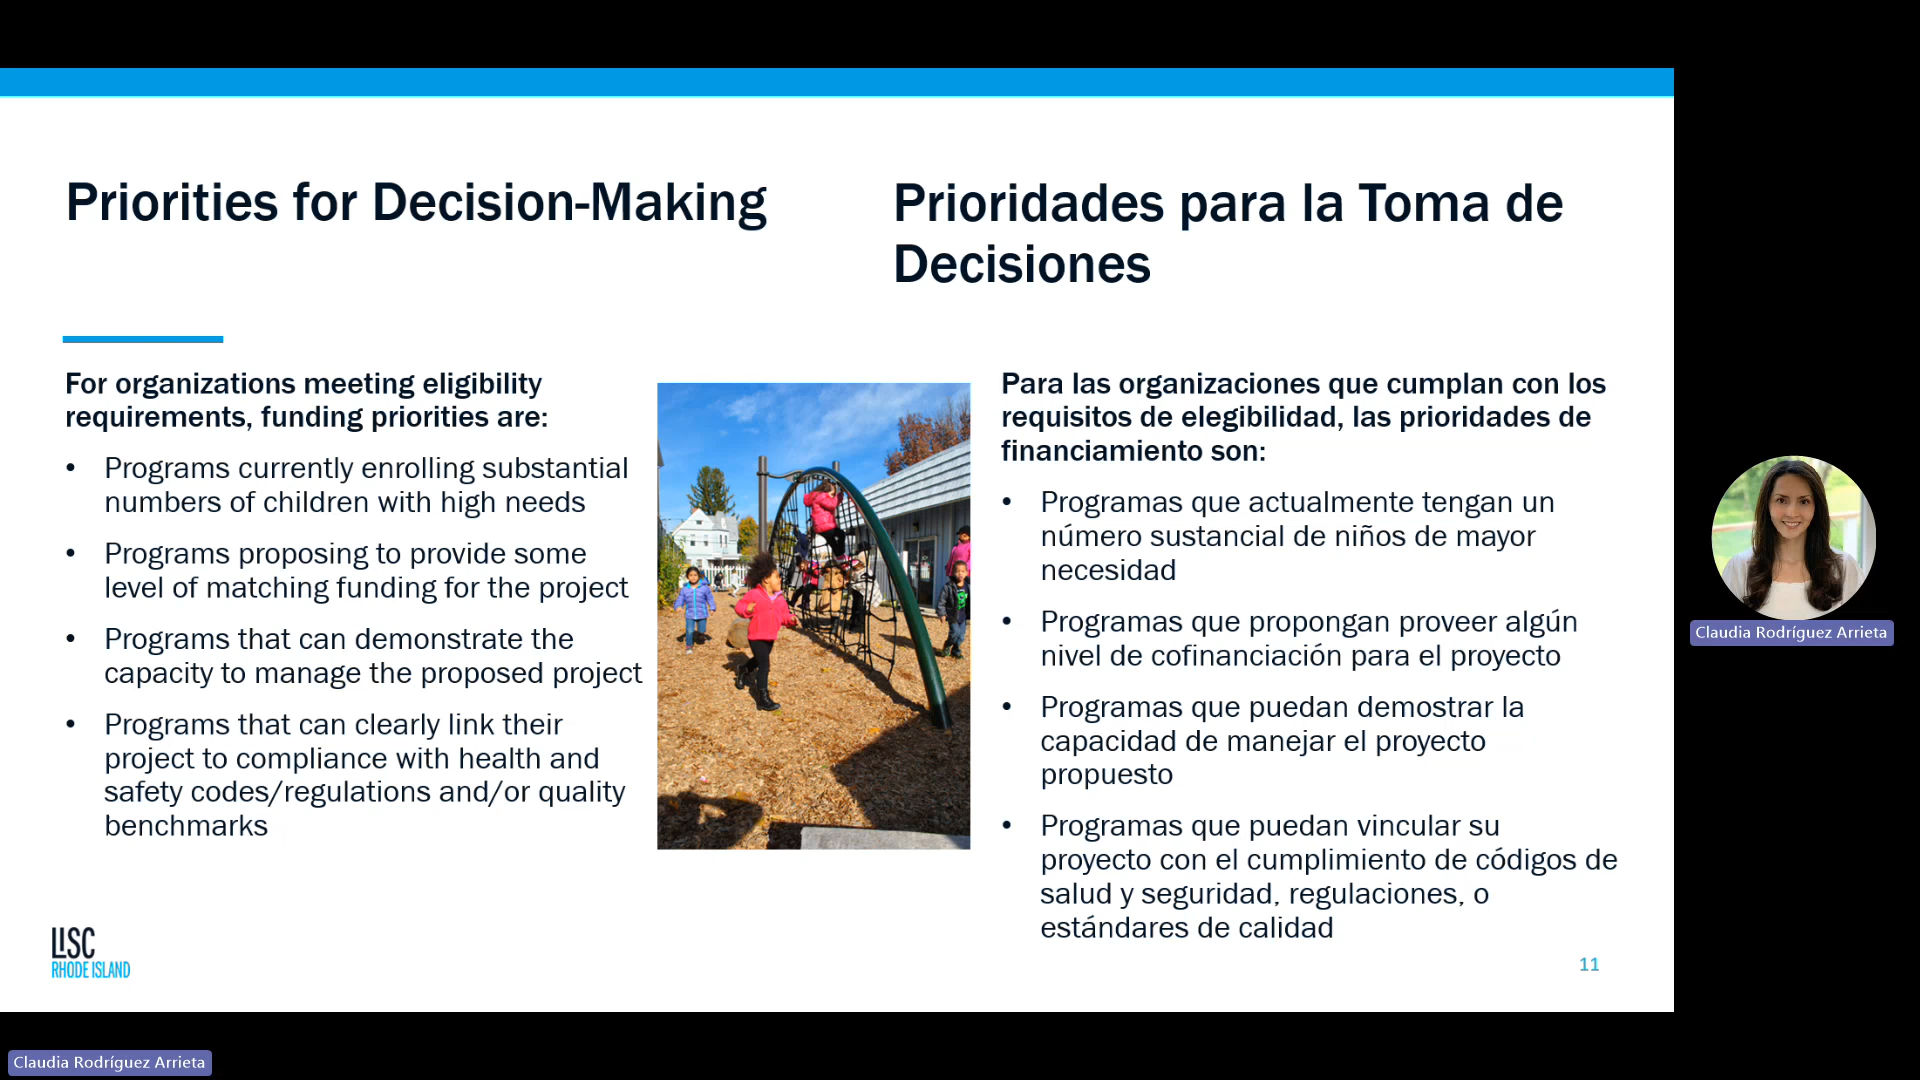 Priorities for Decision-Making
For organizations meeting eligibility
requirements, funding priorities are:
• Programs currently enrolling substantial
numbers of children with high needs
• Programs proposing to provide some
level of matching funding for the project
• Programs that can demonstrate the
capacity to manage the proposed project
• Programs that can clearly link their
project to compliance with health and
safety codes/regulations and/or quality
benchmarks
Prioridades para la Toma de
Decisiones
Para las organizaciones que cumplan con los
requisitos de elegibilidad, las prioridades de
financiamiento son:
• Programas que actualmente tengan un
número sustancial de niños de mayor
necesidad
• Programas que propongan proveer algún
nivel de cofinanciación para el proyecto
• Programas que puedan demostrar la
capacidad de manejar el proyecto
propuesto
• Programas que puedan vincular su
proyecto con el cumplimiento de códigos de
salud y seguridad, regulaciones, o
estándares de calidad
LISC
RHODE ISLAND
11
Claudia Rodríguez Arrieta
Claudia Rodríguez Arrieta